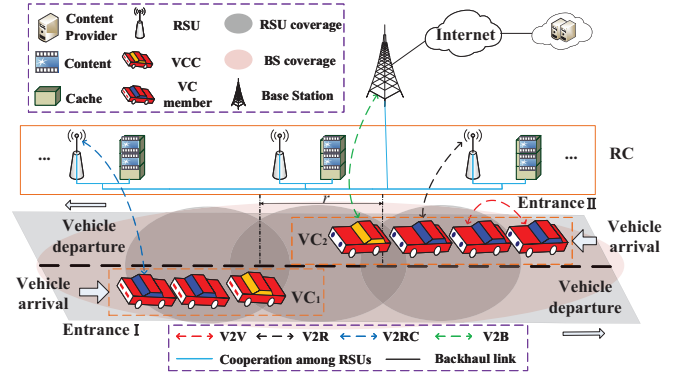 Content
Provider
RSU
RSU coverage
Content
VCC
BS coverage
Cache
VC
member
Base Station
Internet
...
...
RC
r
Entrance II
Vehicle
departure
VC2
Vehicle
arrival
Vehicle
arrival
VC1
Vehicle
departure
Entrance I
V2V
V2R
V2RC
V2B
Cooperation among RSUs
Backhaul link